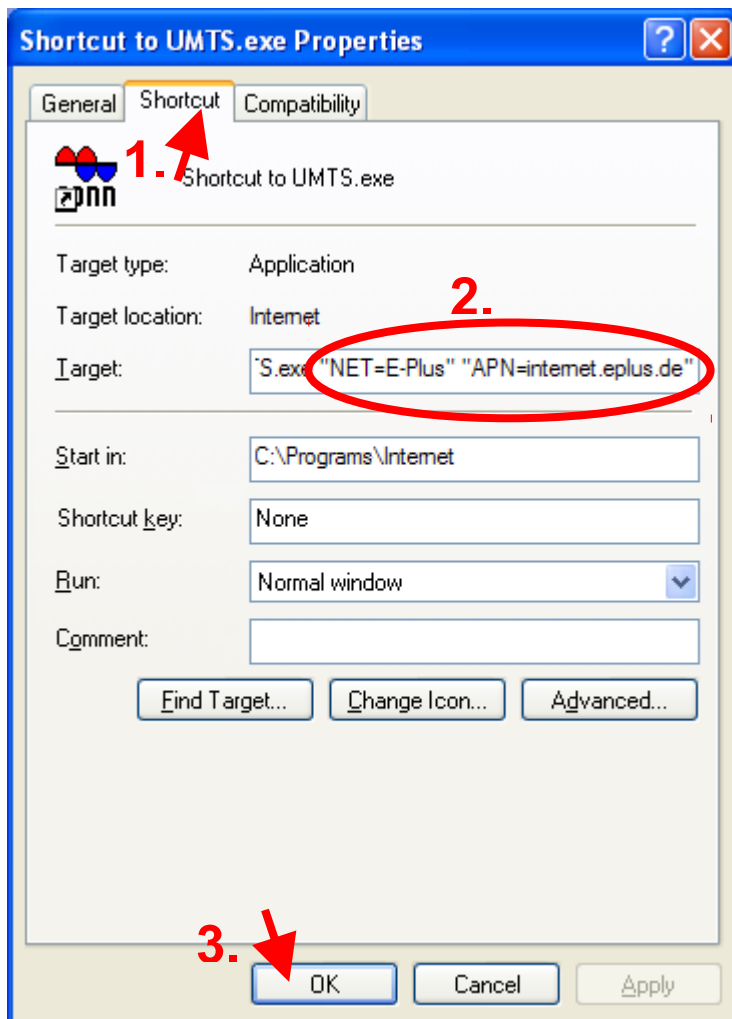 Shortcut to UMTS.exe Properties
General Shortcut Compatibility
1.
pnn Shortcut to UMTS.exe
Target type: Application
2.
Target location: Internet
Target: S.exe "NET=E-Plus" "APN=internet.eplus.de"
Start in: C:\Programs\Internet
Shortcut key: None
Run: Normal window
Comment:
Find Target... Change Icon... Advanced...
3.
OK Cancel Apply